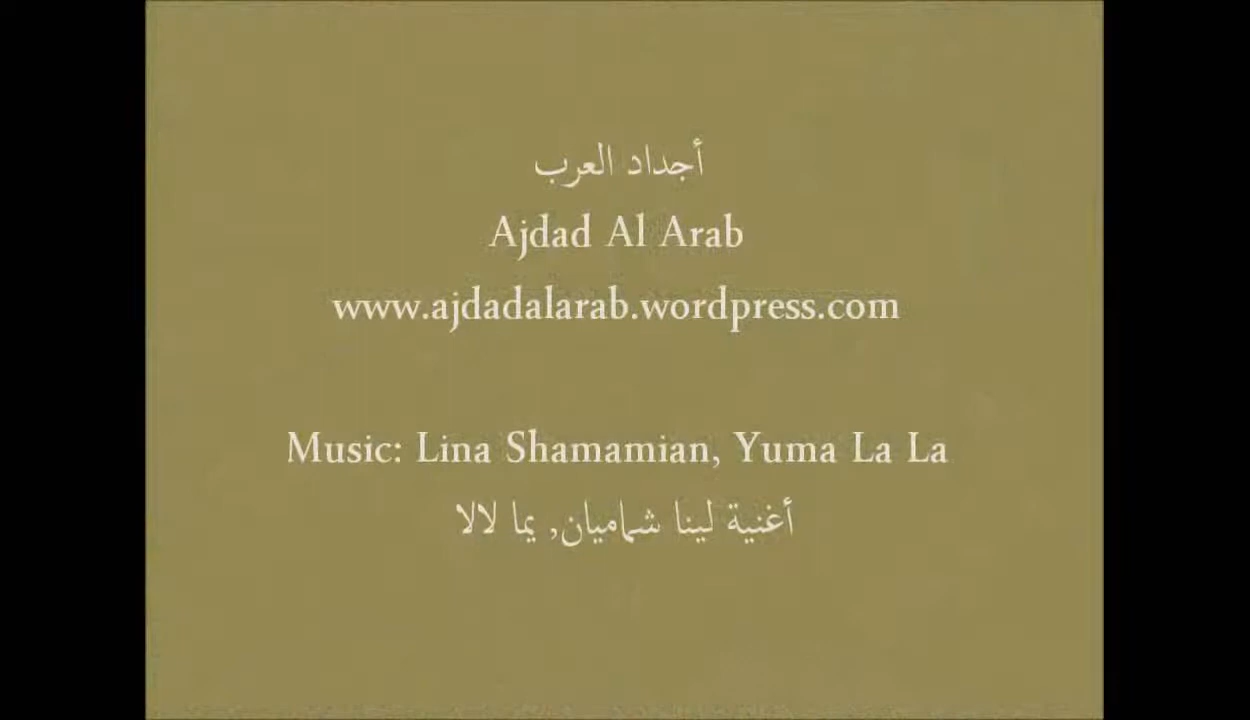 أجداد العرب
Ajdad Al Arab
www.ajdadalarab.wordpress.com
Music: Lina Shamamian, Yuma La La
أغنية لينا شماميان, يما لالا